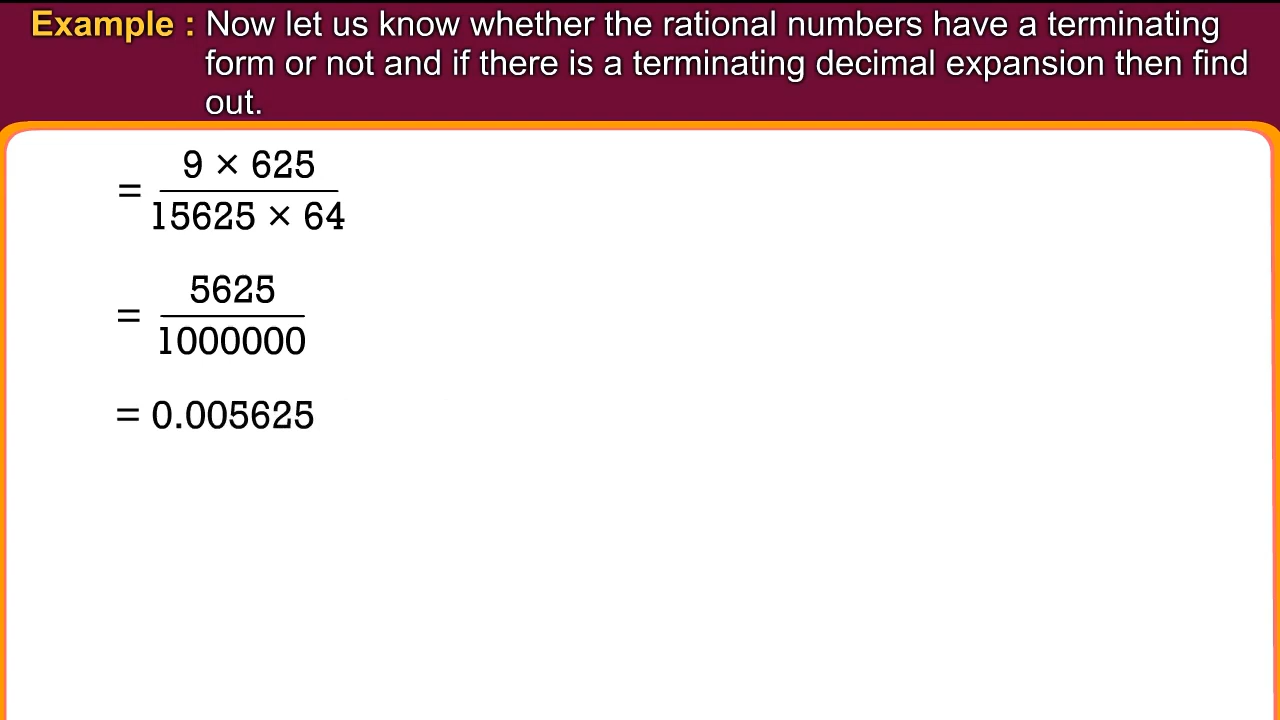 Example : Now let us know whether the rational numbers have a terminating
form or not and if there is a terminating decimal expansion then find
out.
= 9 × 625
15625 × 64
= 5625
1000000
= 0.005625